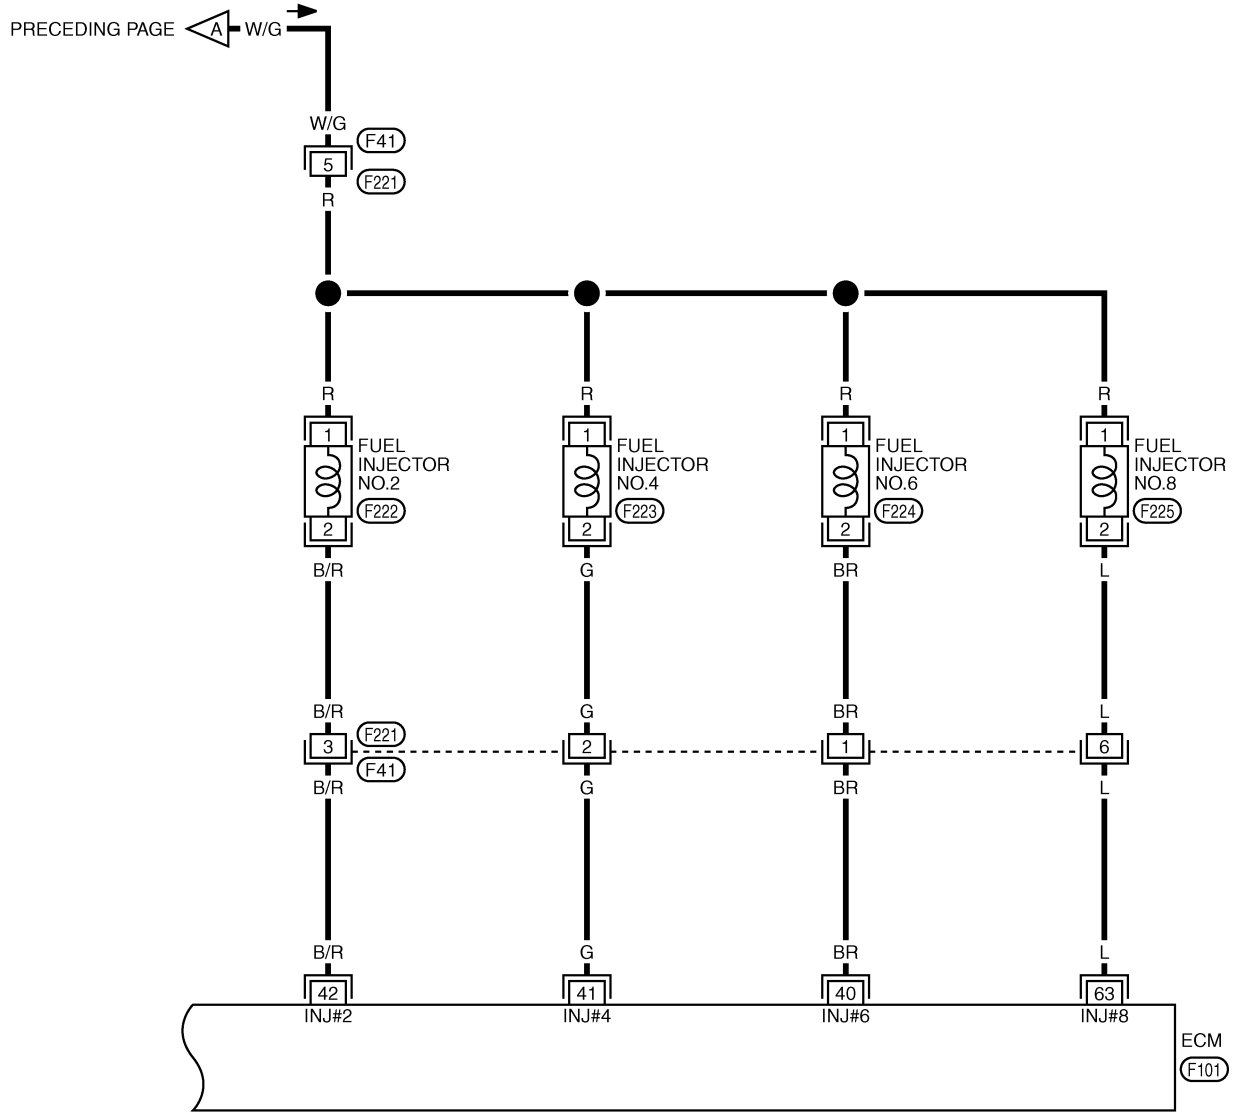 PRECEDING PAGE A W/G
W/G
F41
5
F221
R
R R R R
1 1 1 1
FUEL INJECTOR NO.2
FUEL INJECTOR NO.4
FUEL INJECTOR NO.6
FUEL INJECTOR NO.8
F222 F223 F224 F225
2 2 2 2
B/R G BR L
B/R G BR L
F221
3 2 1 6
F41
B/R G BR L
B/R G BR L
42 41 40 63
INJ#2 INJ#4 INJ#6 INJ#8
ECM
F101